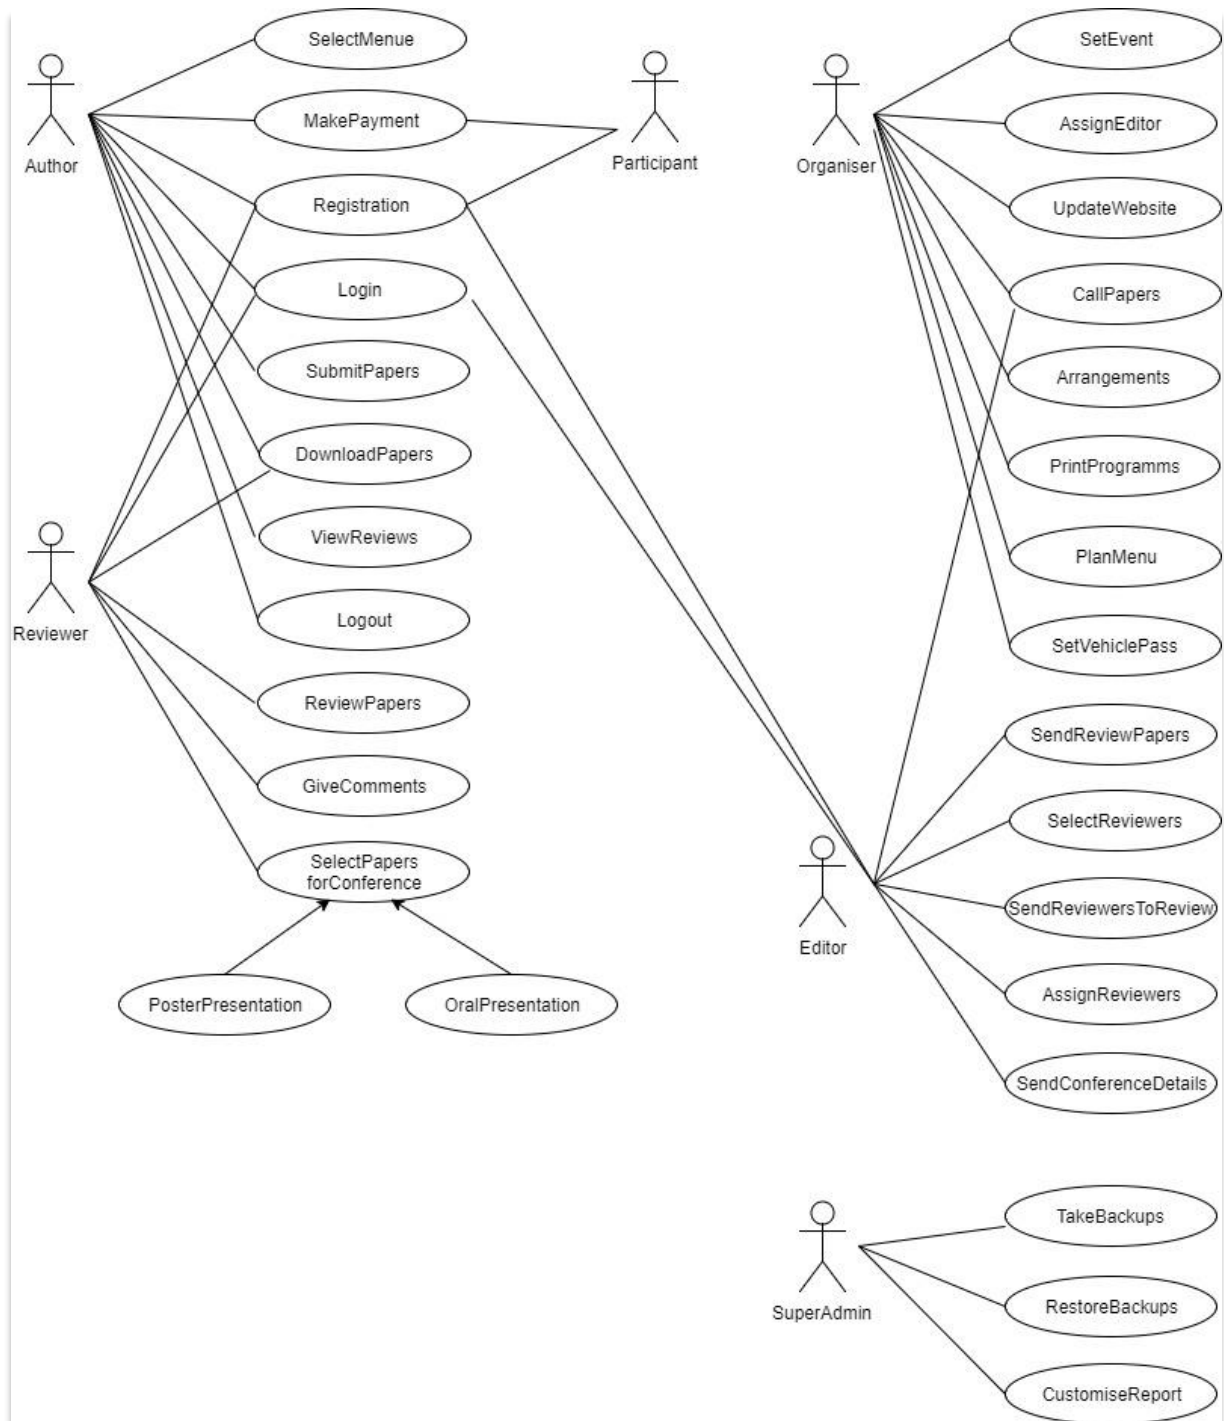 SelectMenue
MakePayment
Registration
Login
SubmitPapers
DownloadPapers
ViewReviews
Logout
ReviewPapers
GiveComments
SelectPapers
forConference
PosterPresentation
OralPresentation
Author
Reviewer
Participant
Organiser
SetEvent
AssignEditor
UpdateWebsite
CallPapers
Arrangements
PrintProgramms
PlanMenu
SetVehiclePass
Editor
SendReviewPapers
SelectReviewers
SendReviewersToReview
AssignReviewers
SendConferenceDetails
SuperAdmin
TakeBackups
RestoreBackups
CustomiseReport